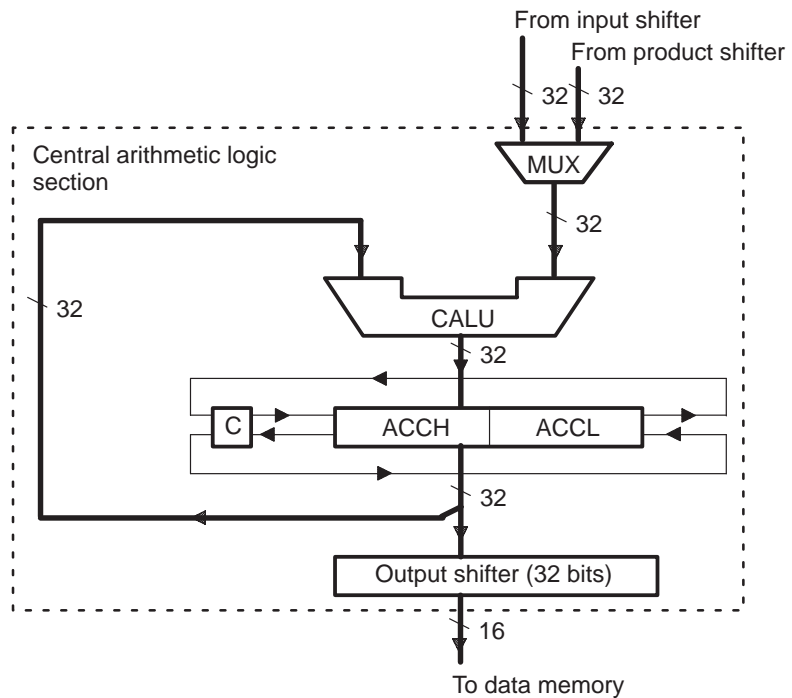 From input shifter
From product shifter
32
32
Central arithmetic logic
section
MUX
32
32
CALU
32
C
ACCH
ACCL
32
Output shifter (32 bits)
16
To data memory